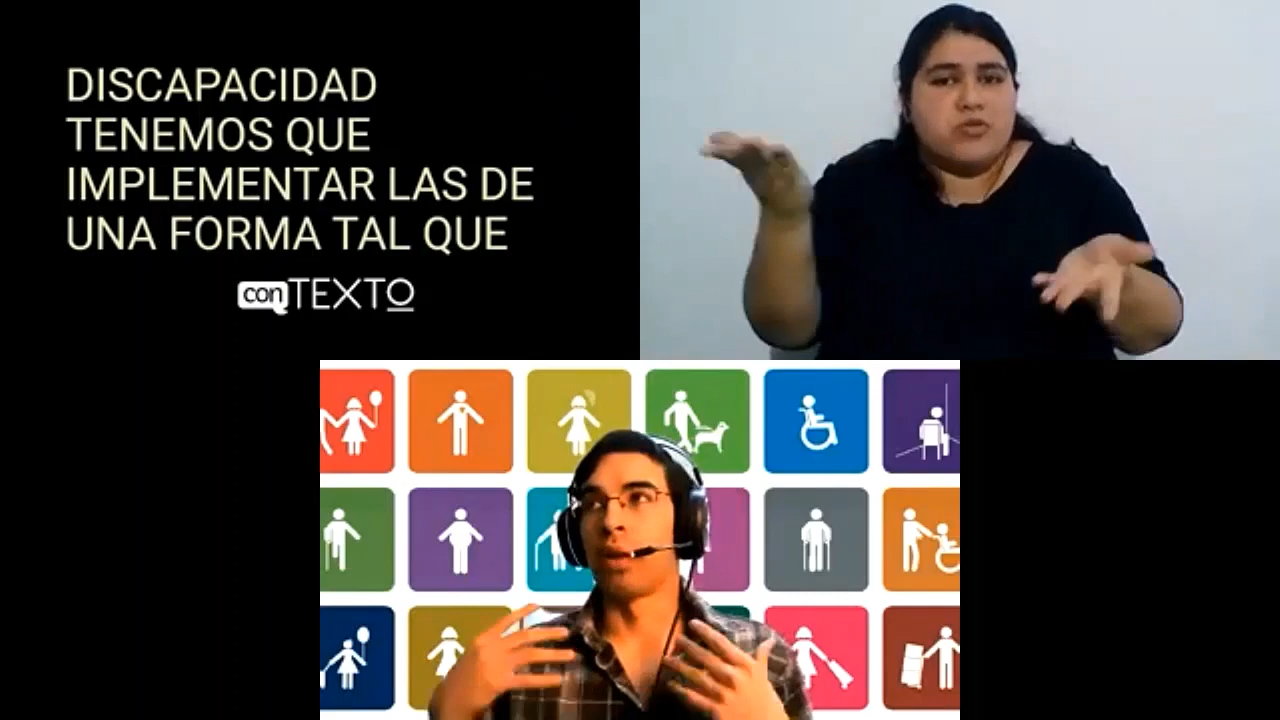 DISCAPACIDAD
TENEMOS QUE
IMPLEMENTAR LAS DE
UNA FORMA TAL QUE
conTEXTO